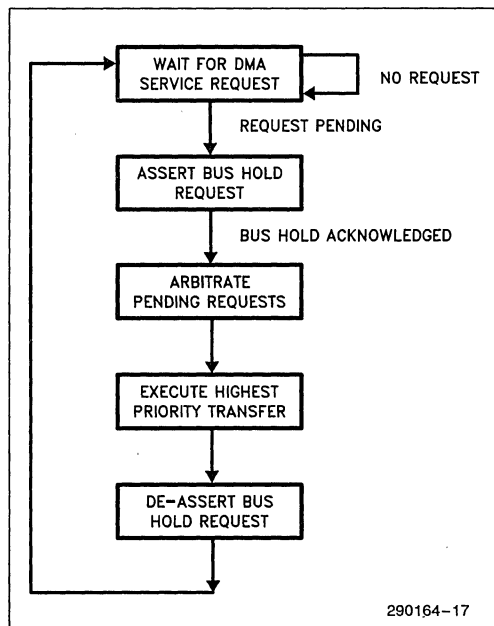 WAIT FOR DMA
SERVICE REQUEST
NO REQUEST
REQUEST PENDING
ASSERT BUS HOLD
REQUEST
BUS HOLD ACKNOWLEDGED
ARBITRATE
PENDING REQUESTS
EXECUTE HIGHEST
PRIORITY TRANSFER
DE-ASSERT BUS
HOLD REQUEST
290164-17